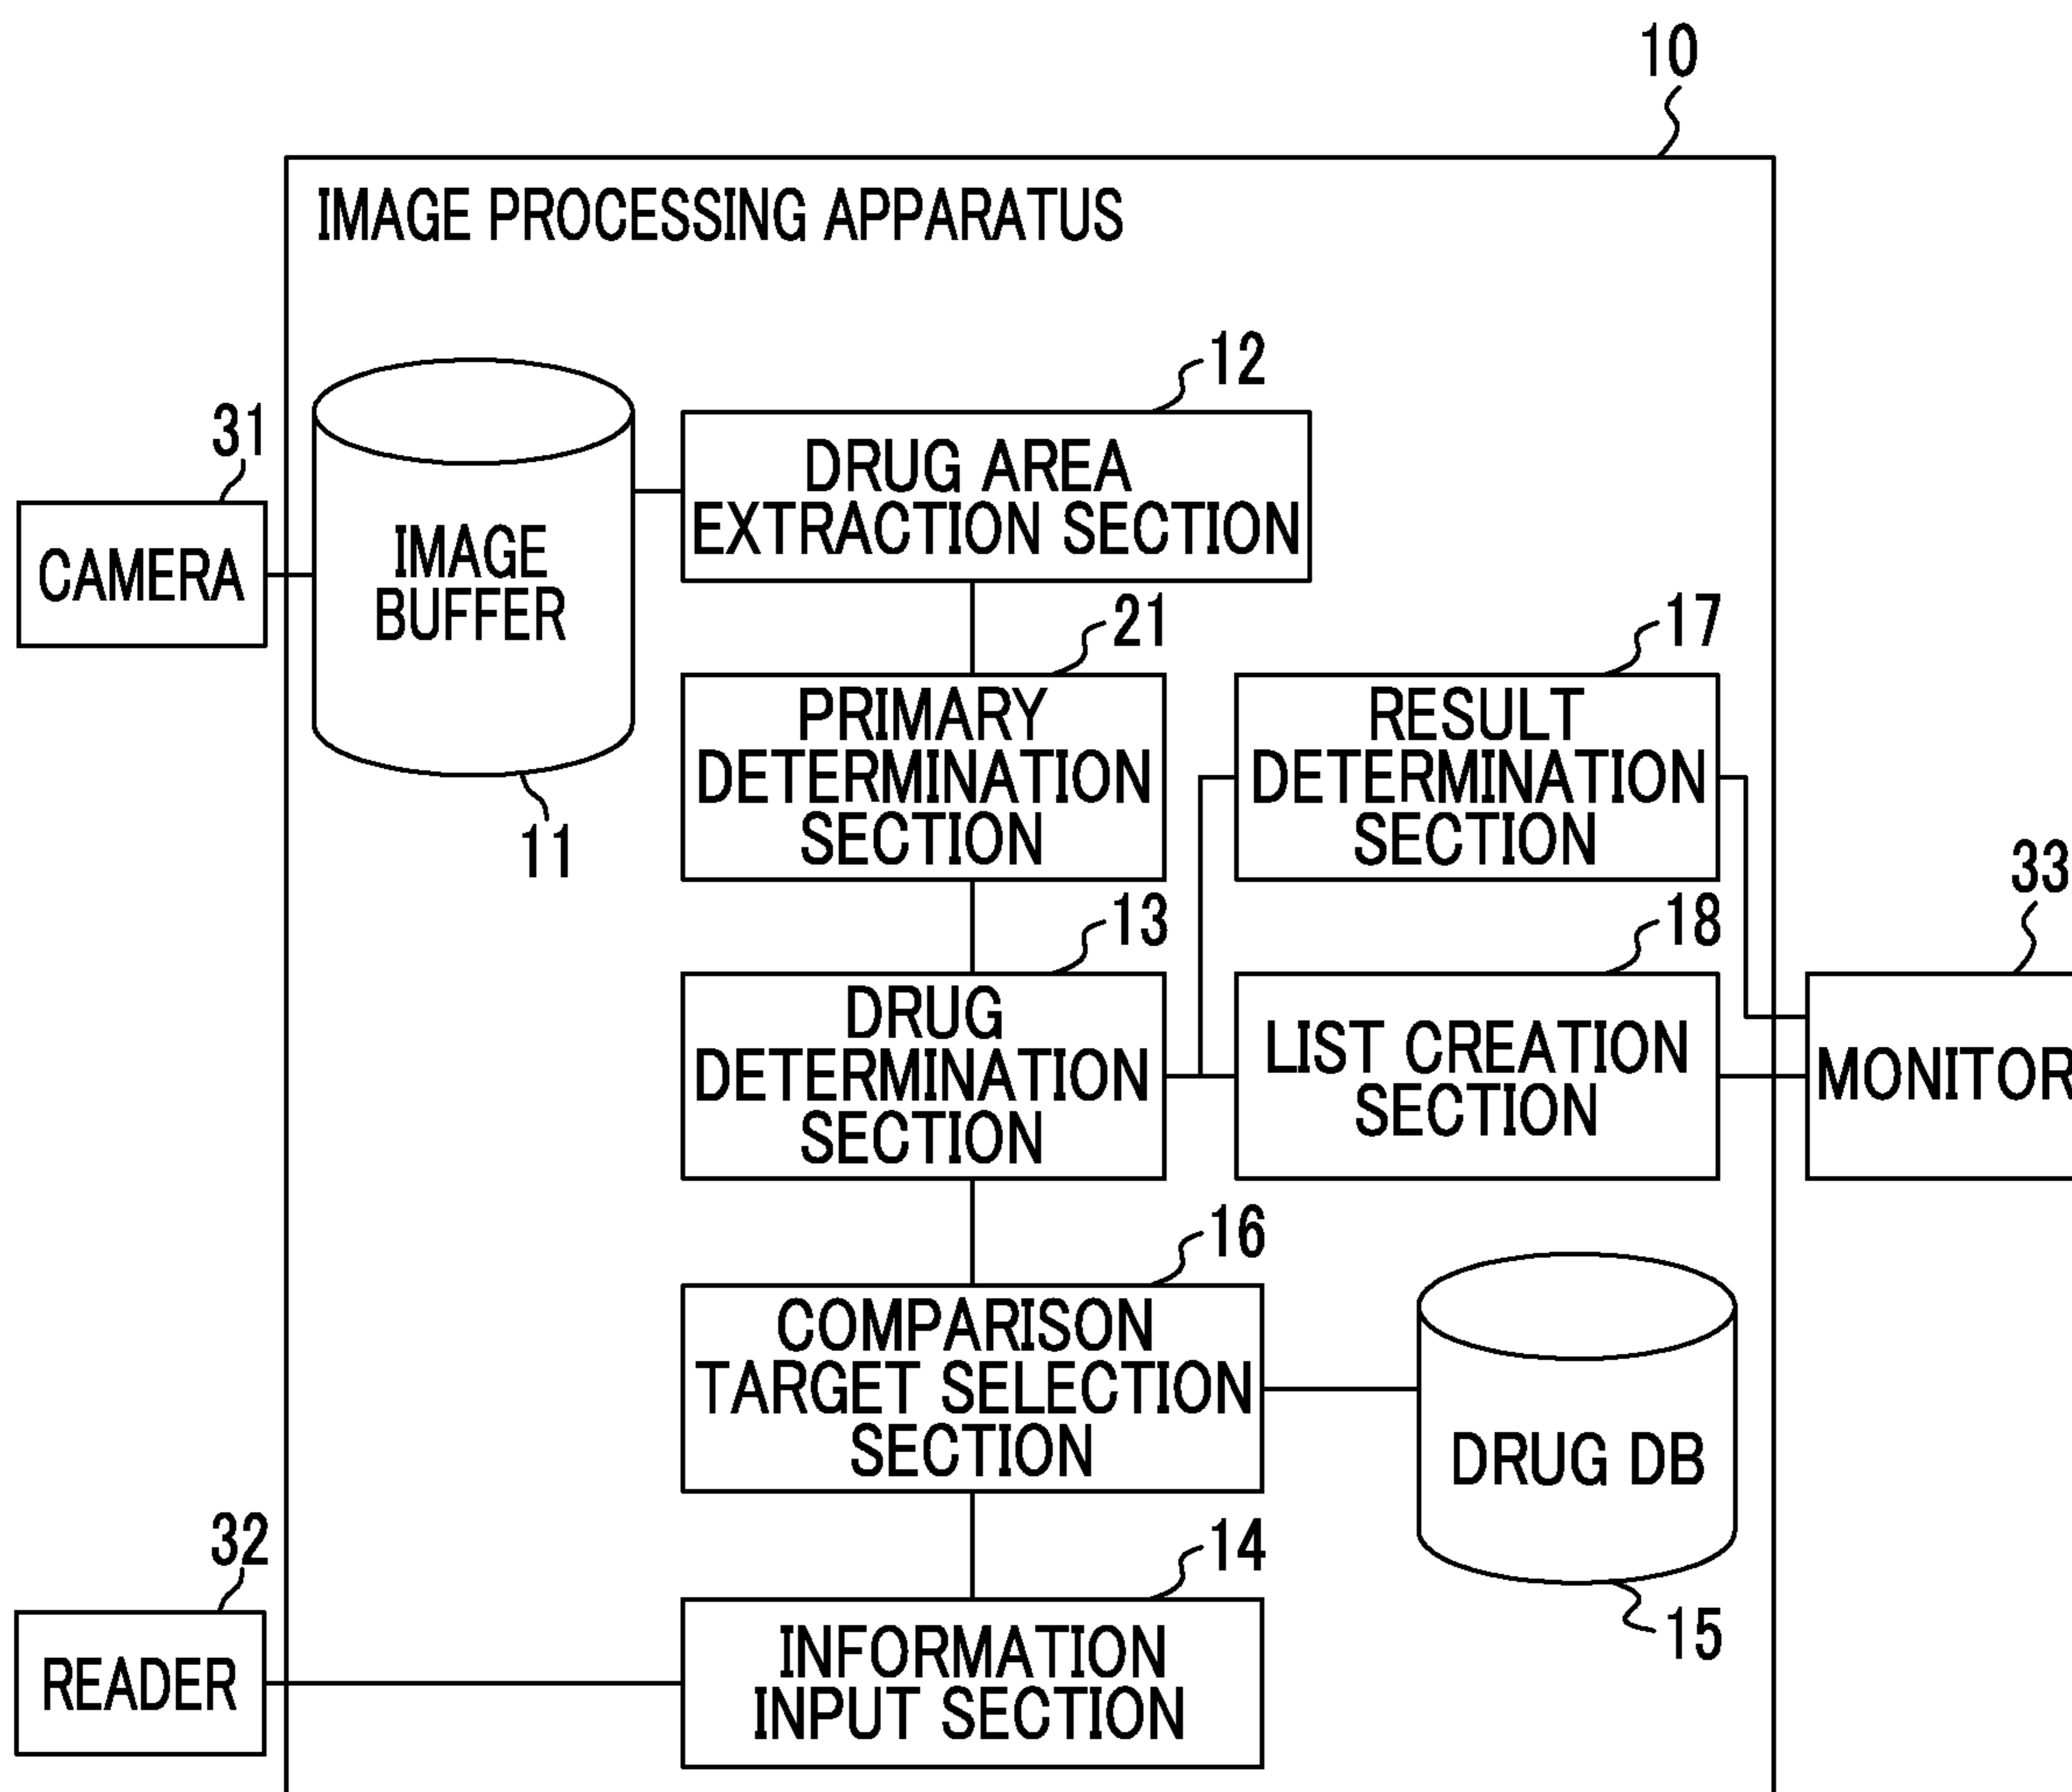 10
IMAGE PROCESSING APPARATUS
12
31
DRUG AREA
EXTRACTION SECTION
CAMERA
IMAGE
BUFFER
11
21
17
PRIMARY
DETERMINATION
SECTION
RESULT
DETERMINATION
SECTION
33
13
18
DRUG
DETERMINATION
SECTION
LIST CREATION
SECTION
MONITOR
16
COMPARISON
TARGET SELECTION
SECTION
DRUG DB
15
32
14
READER
INFORMATION
INPUT SECTION